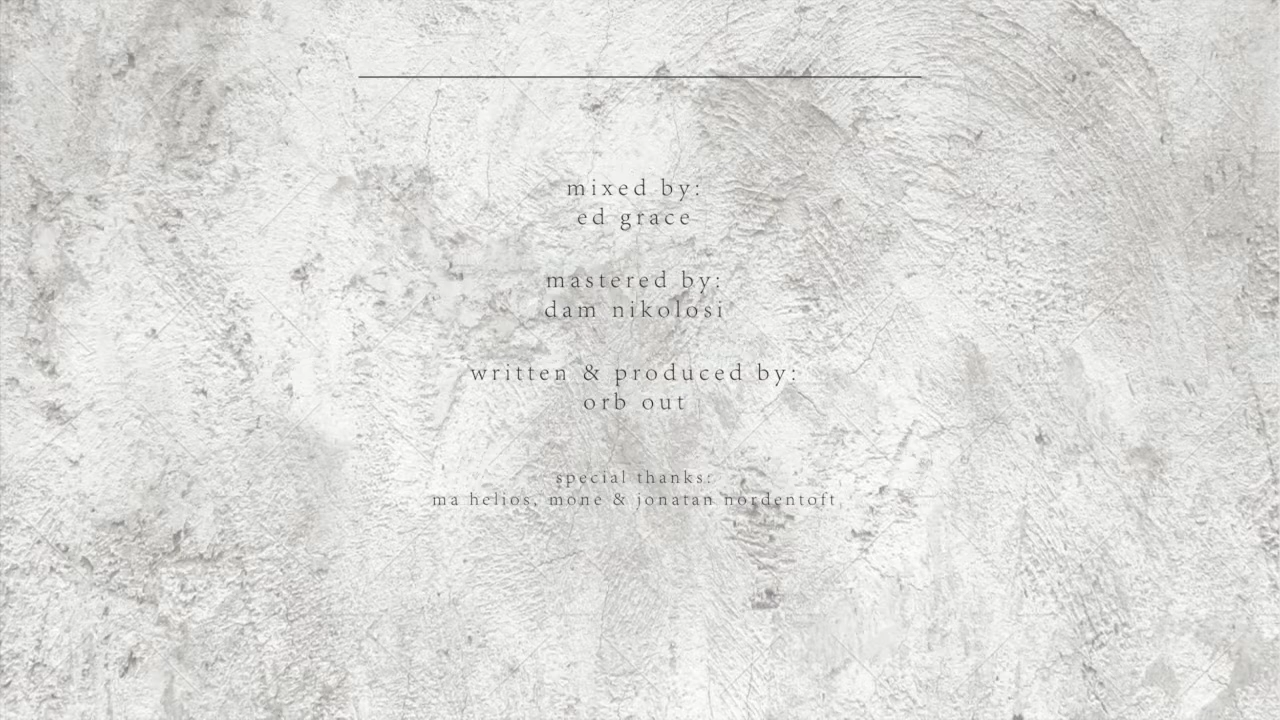 mixed by:
ed grace
mastered by:
dam nikolosi
written & produced by:
orb out
special thanks:
ma helios, mone & jonatan nordentoft